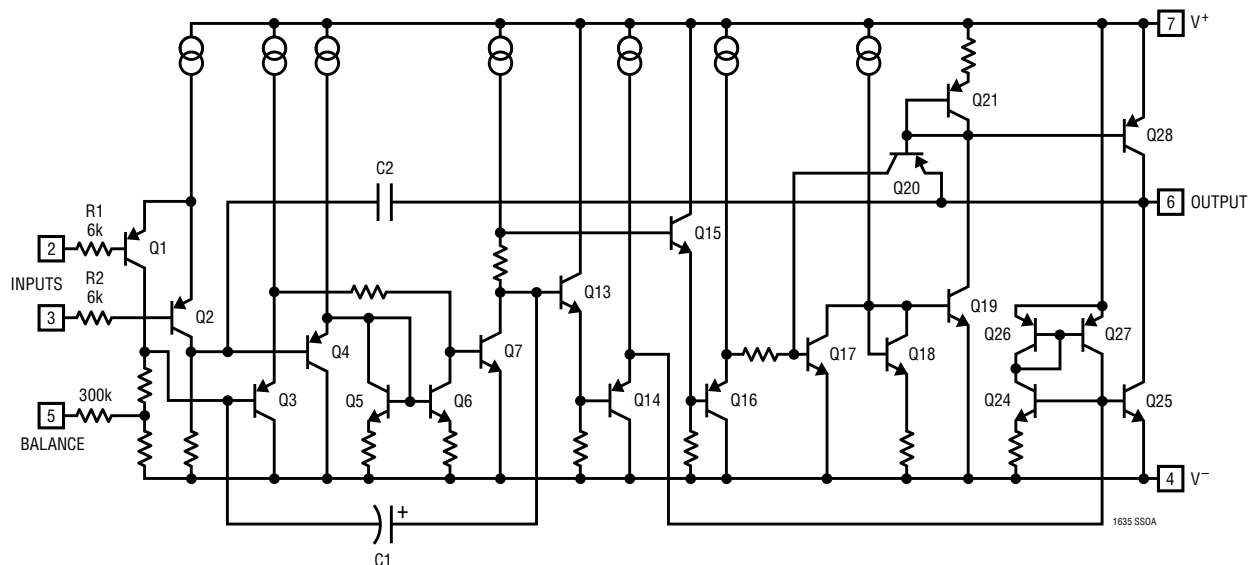 7 V+
Q21
Q28
C2
Q20
R1
6k
Q1
Q15
6 OUTPUT
2
INPUTS
R2
6k
3
Q2
Q13
Q19
Q26
Q27
Q4
Q7
Q17
Q18
300k
Q3
Q5
Q6
Q14
Q16
Q24
Q25
5
BALANCE
4 V−
+
C1
1635 SSOA